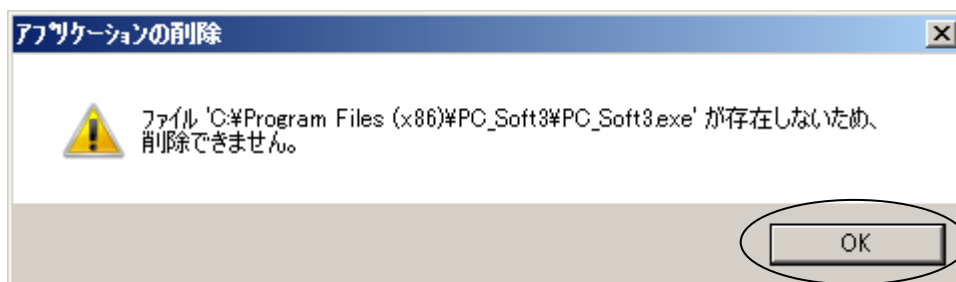 アプリケーションの削除
ファイル 'C:¥Program Files (x86)¥PC_Soft3¥PC_Soft3.exe' が存在しないため、
削除できません。
OK